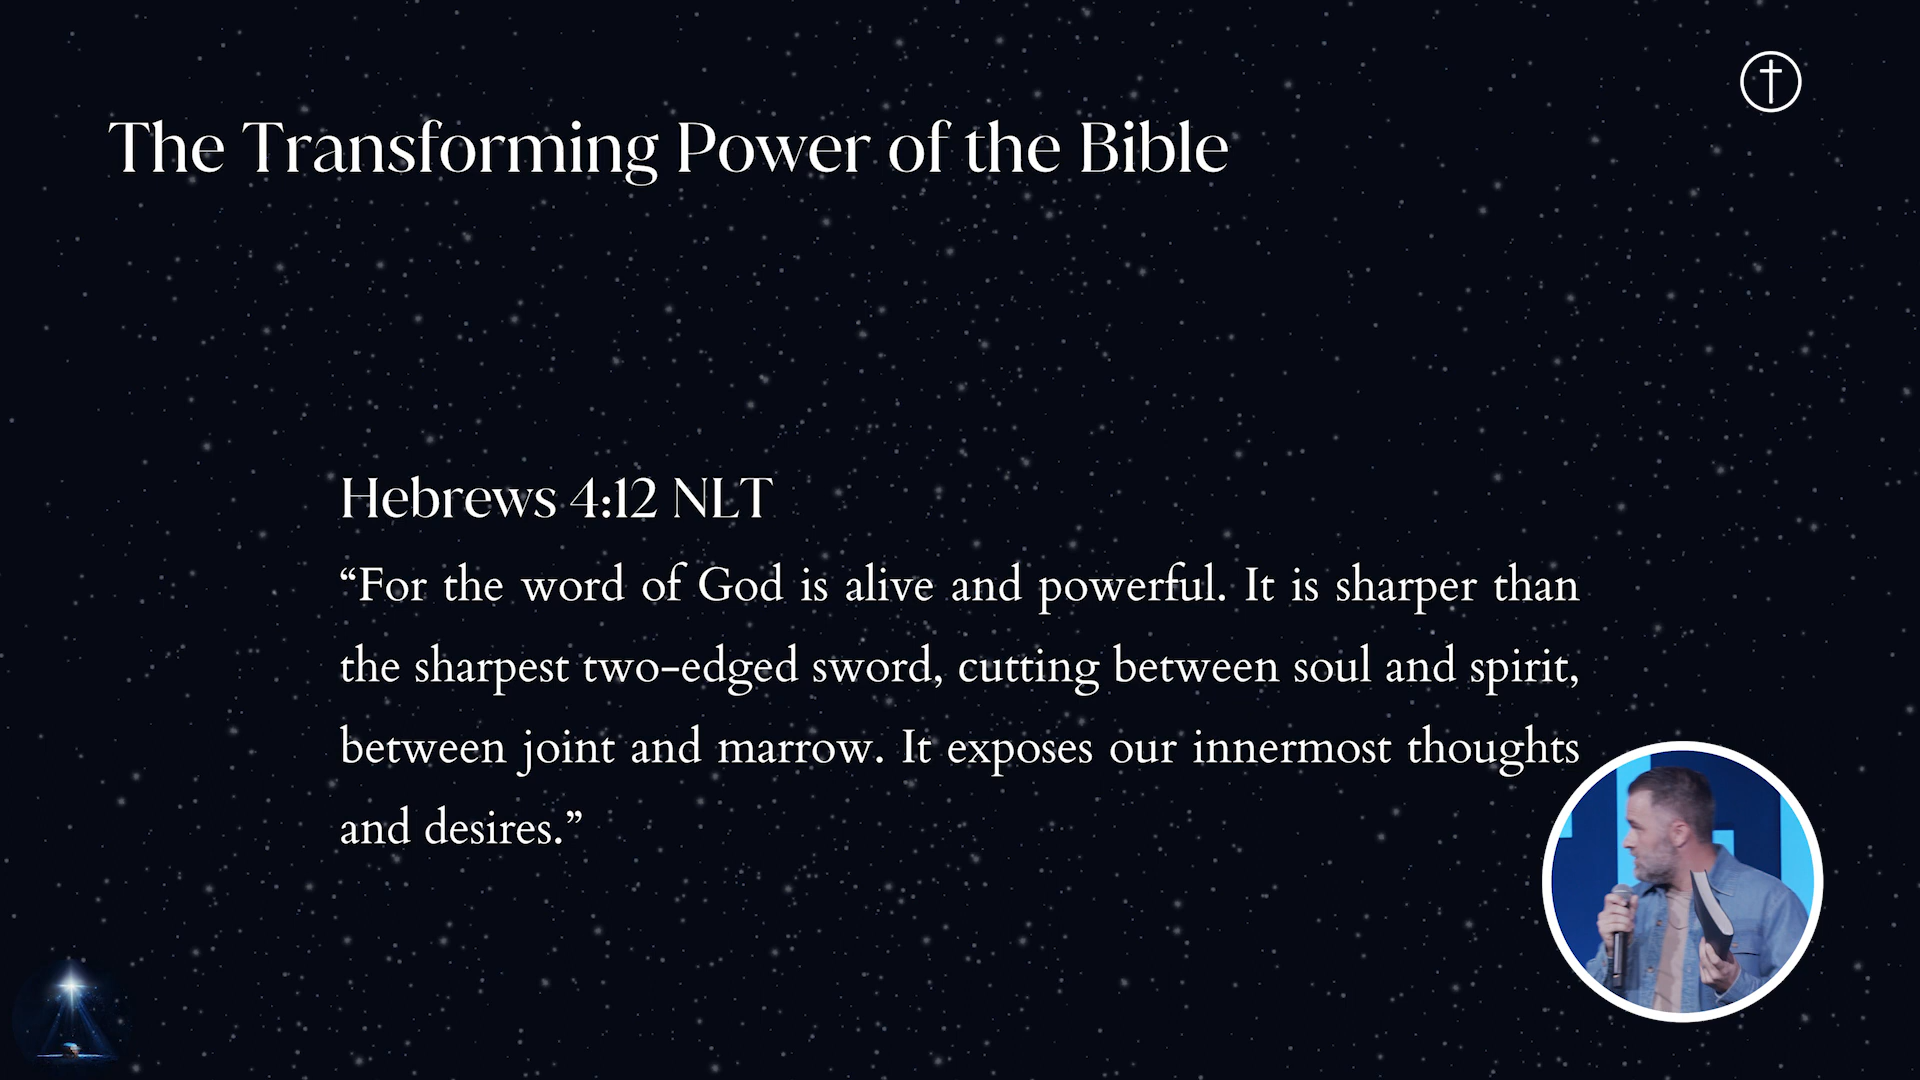 The Transforming Power of the Bible
Hebrews 4:12 NLT
“For the word of God is alive and powerful. It is sharper than
the sharpest two-edged sword, cutting between soul and spirit,
between joint and marrow. It exposes our innermost thoughts
and desires.”